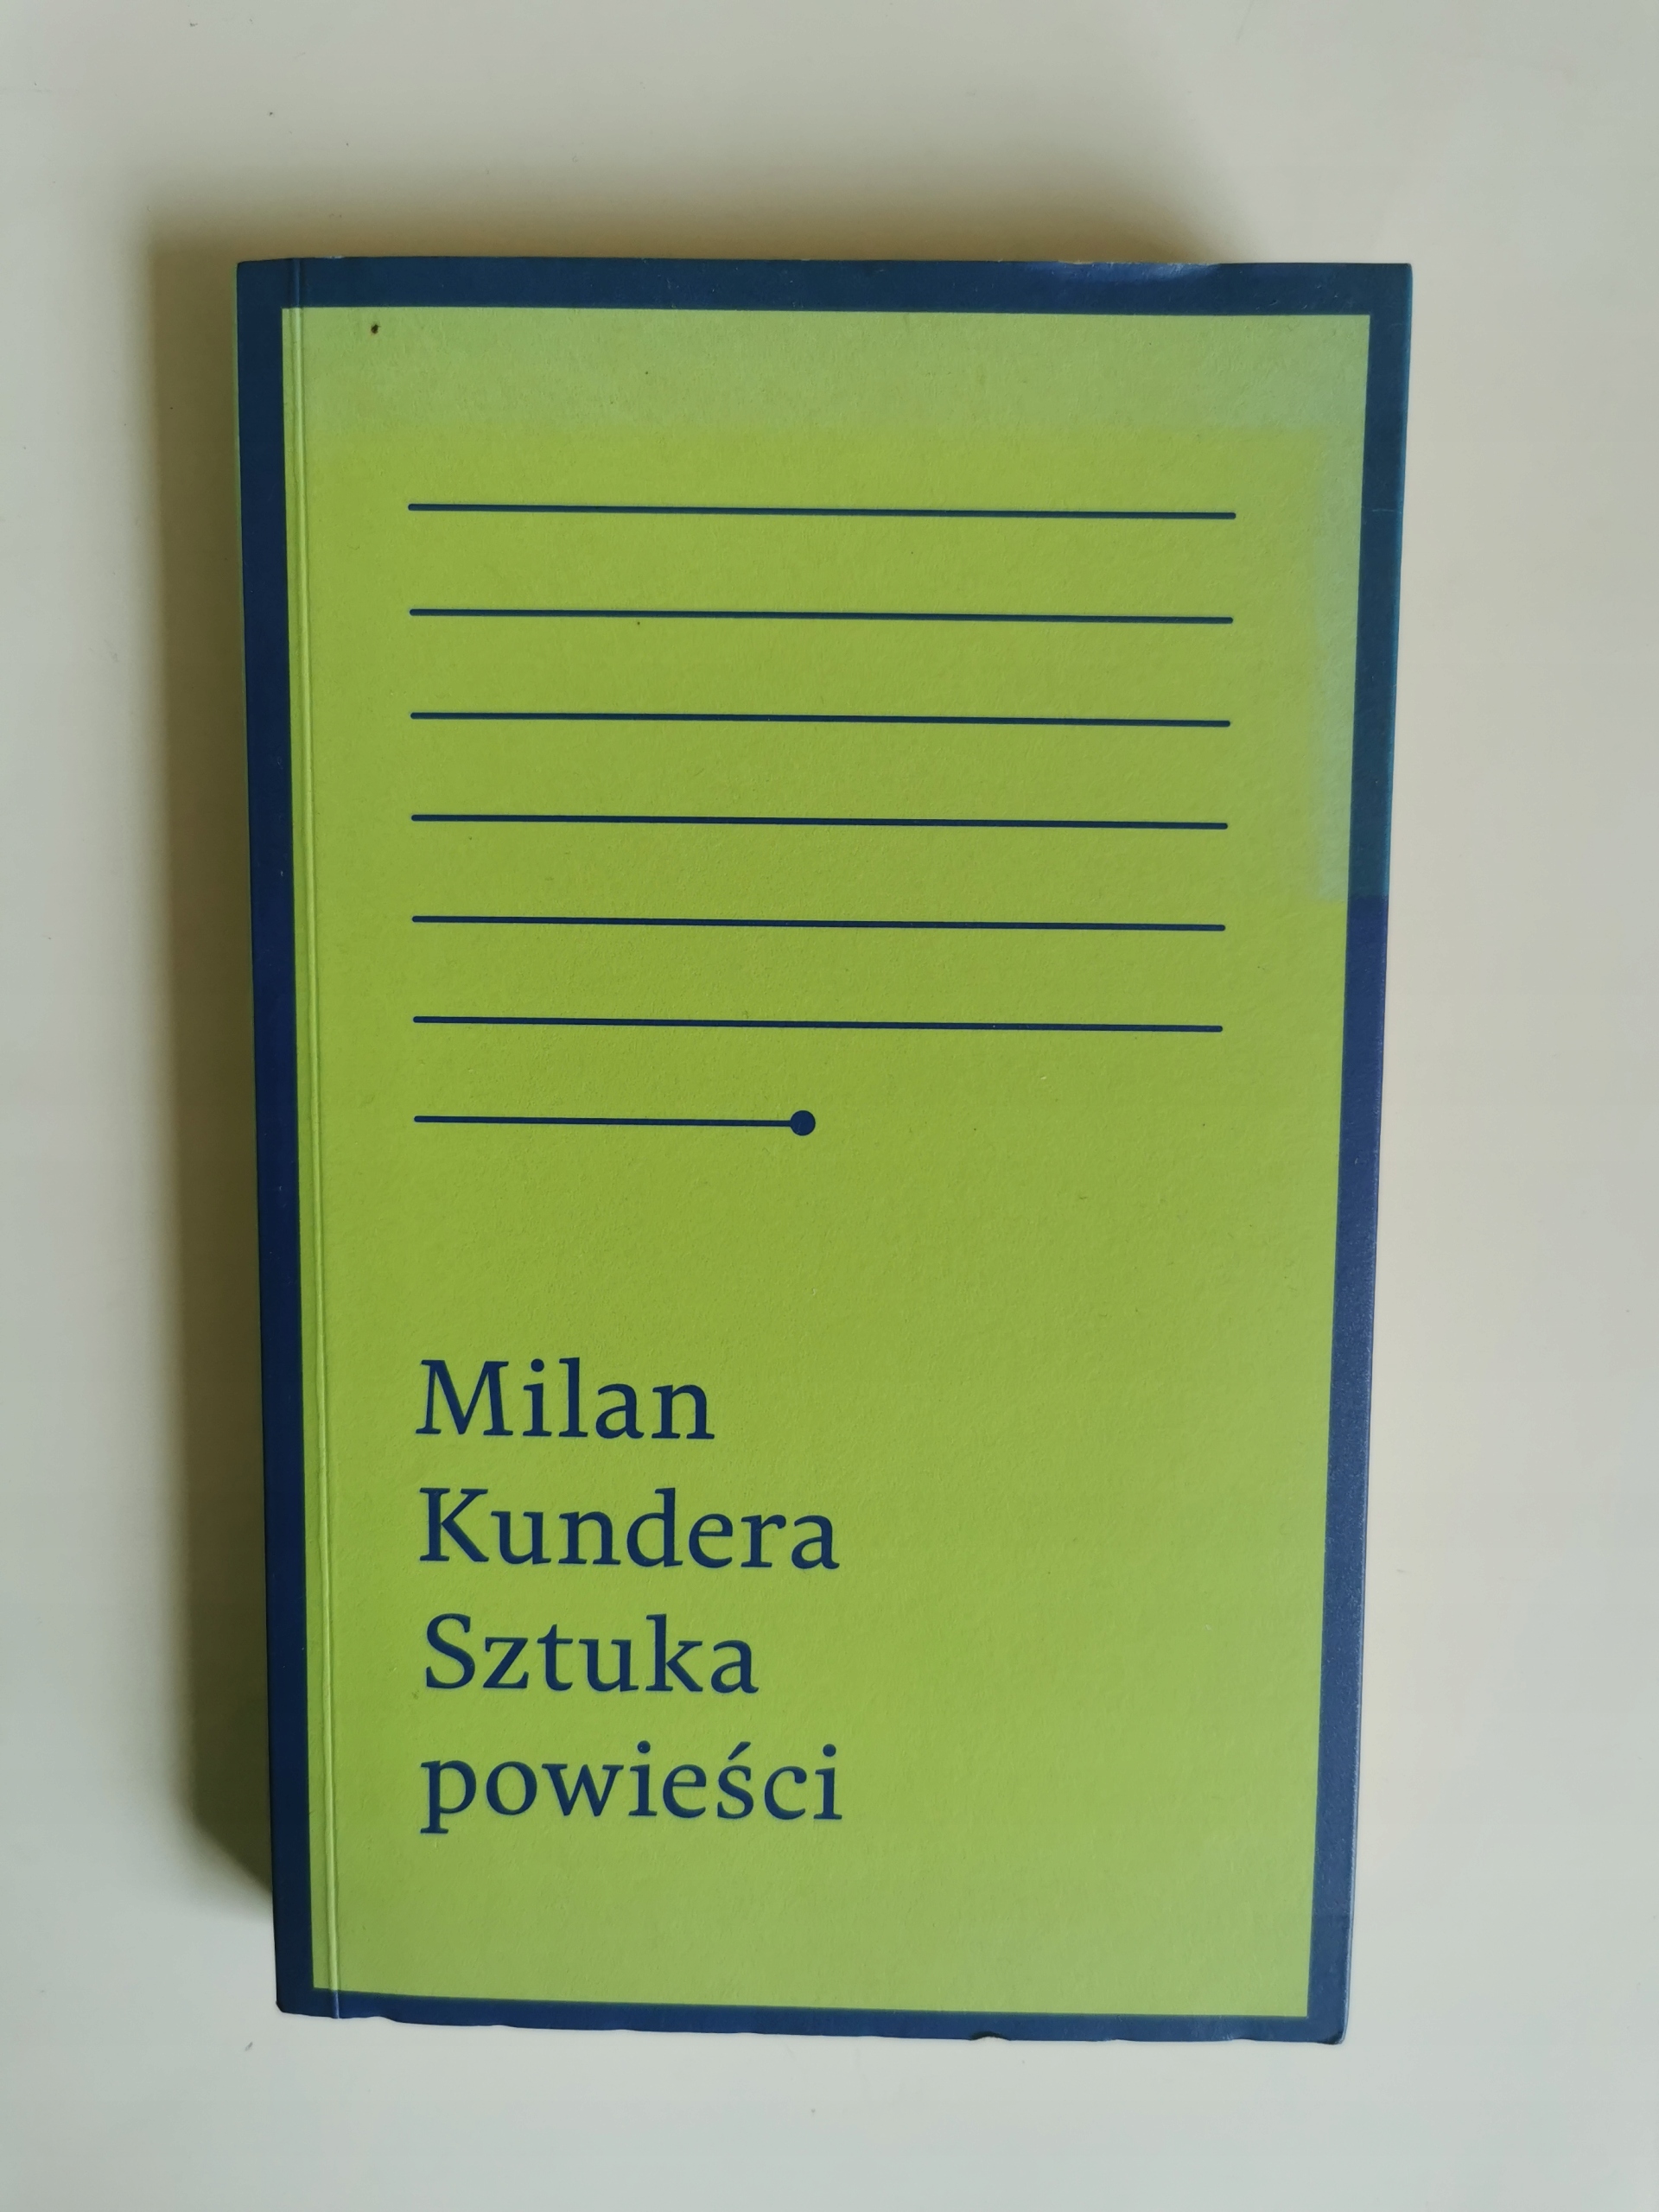 Milan
Kundera
Sztuka
powieści